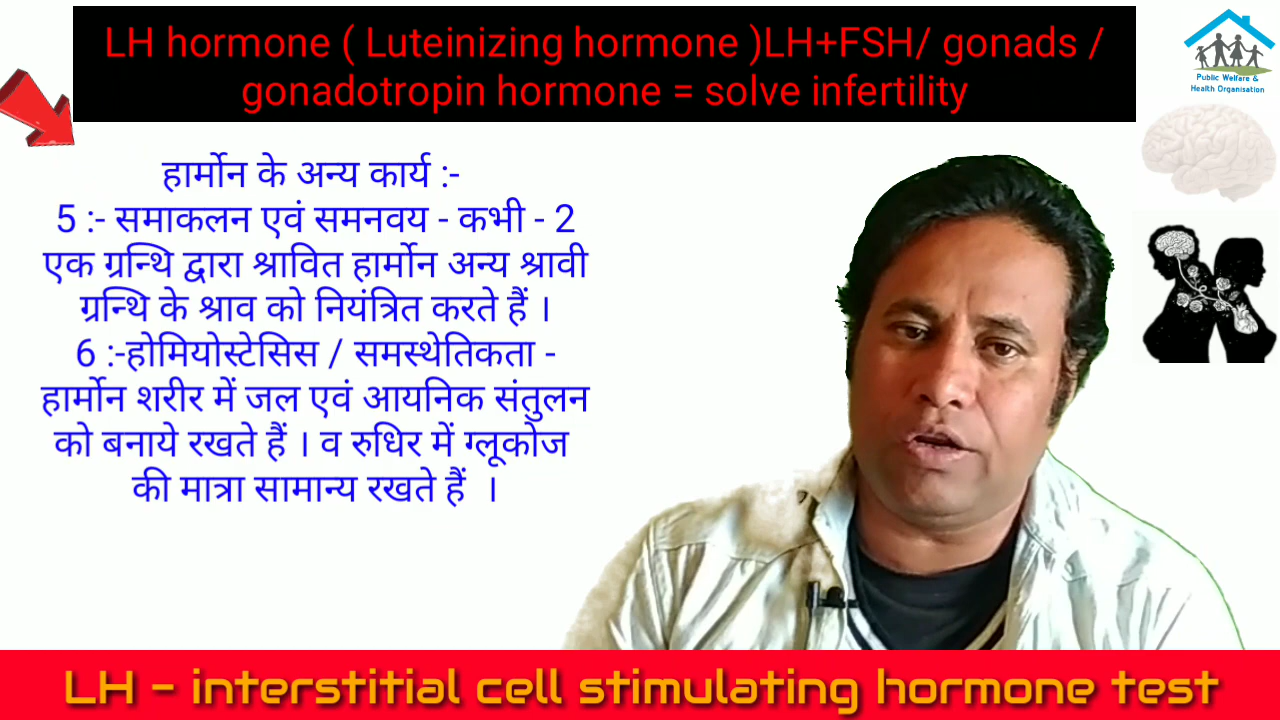 LH hormone ( Luteinizing hormone )LH+FSH/ gonads /
gonadotropin hormone = solve infertility
Public Welfare &
Health Organisation
हार्मोन के अन्य कार्य :-
5 :- समाकलन एवं समनवय - कभी - 2
एक ग्रन्थि द्वारा श्रावित हार्मोन अन्य श्रावी
ग्रन्थि के श्राव को नियंत्रित करते हैं ।
6 :-होमियोस्टेसिस / समस्थेतिकता -
हार्मोन शरीर में जल एवं आयनिक संतुलन
को बनाये रखते हैं । व रुधिर में ग्लूकोज
की मात्रा सामान्य रखते हैं ।
LH - interstitial cell stimulating hormone test